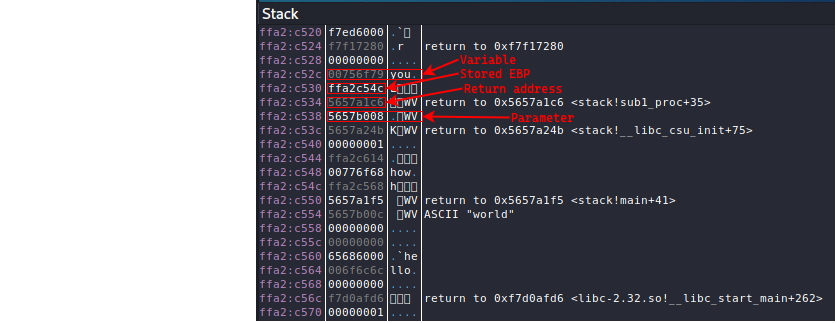 Stack
ffa2:c520 f7ed6000 .`▯
ffa2:c524 f7f17280 .r return to 0xf7f17280
ffa2:c528 00000000 ....
ffa2:c52c 00756f79 you. Variable
ffa2:c530 ffa2c54c L▯▯▯ Stored EBP
Return address
ffa2:c534 5657a1c6 ▯▯WV return to 0x5657a1c6 <stack!sub1_proc+35>
ffa2:c538 5657b008 .▯WV Parameter
ffa2:c53c 5657a24b K▯WV return to 0x5657a24b <stack!__libc_csu_init+75>
ffa2:c540 00000001 ....
ffa2:c544 ffa2c614 .▯▯▯
ffa2:c548 00776f68 how.
ffa2:c54c ffa2c568 h▯▯▯
ffa2:c550 5657a1f5 ▯WV return to 0x5657a1f5 <stack!main+41>
ffa2:c554 5657b00c ▯WV ASCII "world"
ffa2:c558 00000000 ....
ffa2:c55c 00000000 ....
ffa2:c560 65686000 .`he
ffa2:c564 006f6c6c llo.
ffa2:c568 00000000 ....
ffa2:c56c f7d0afd6 ▯▯▯ return to 0xf7d0afd6 <libc-2.32.so!__libc_start_main+262>
ffa2:c570 00000001 ....